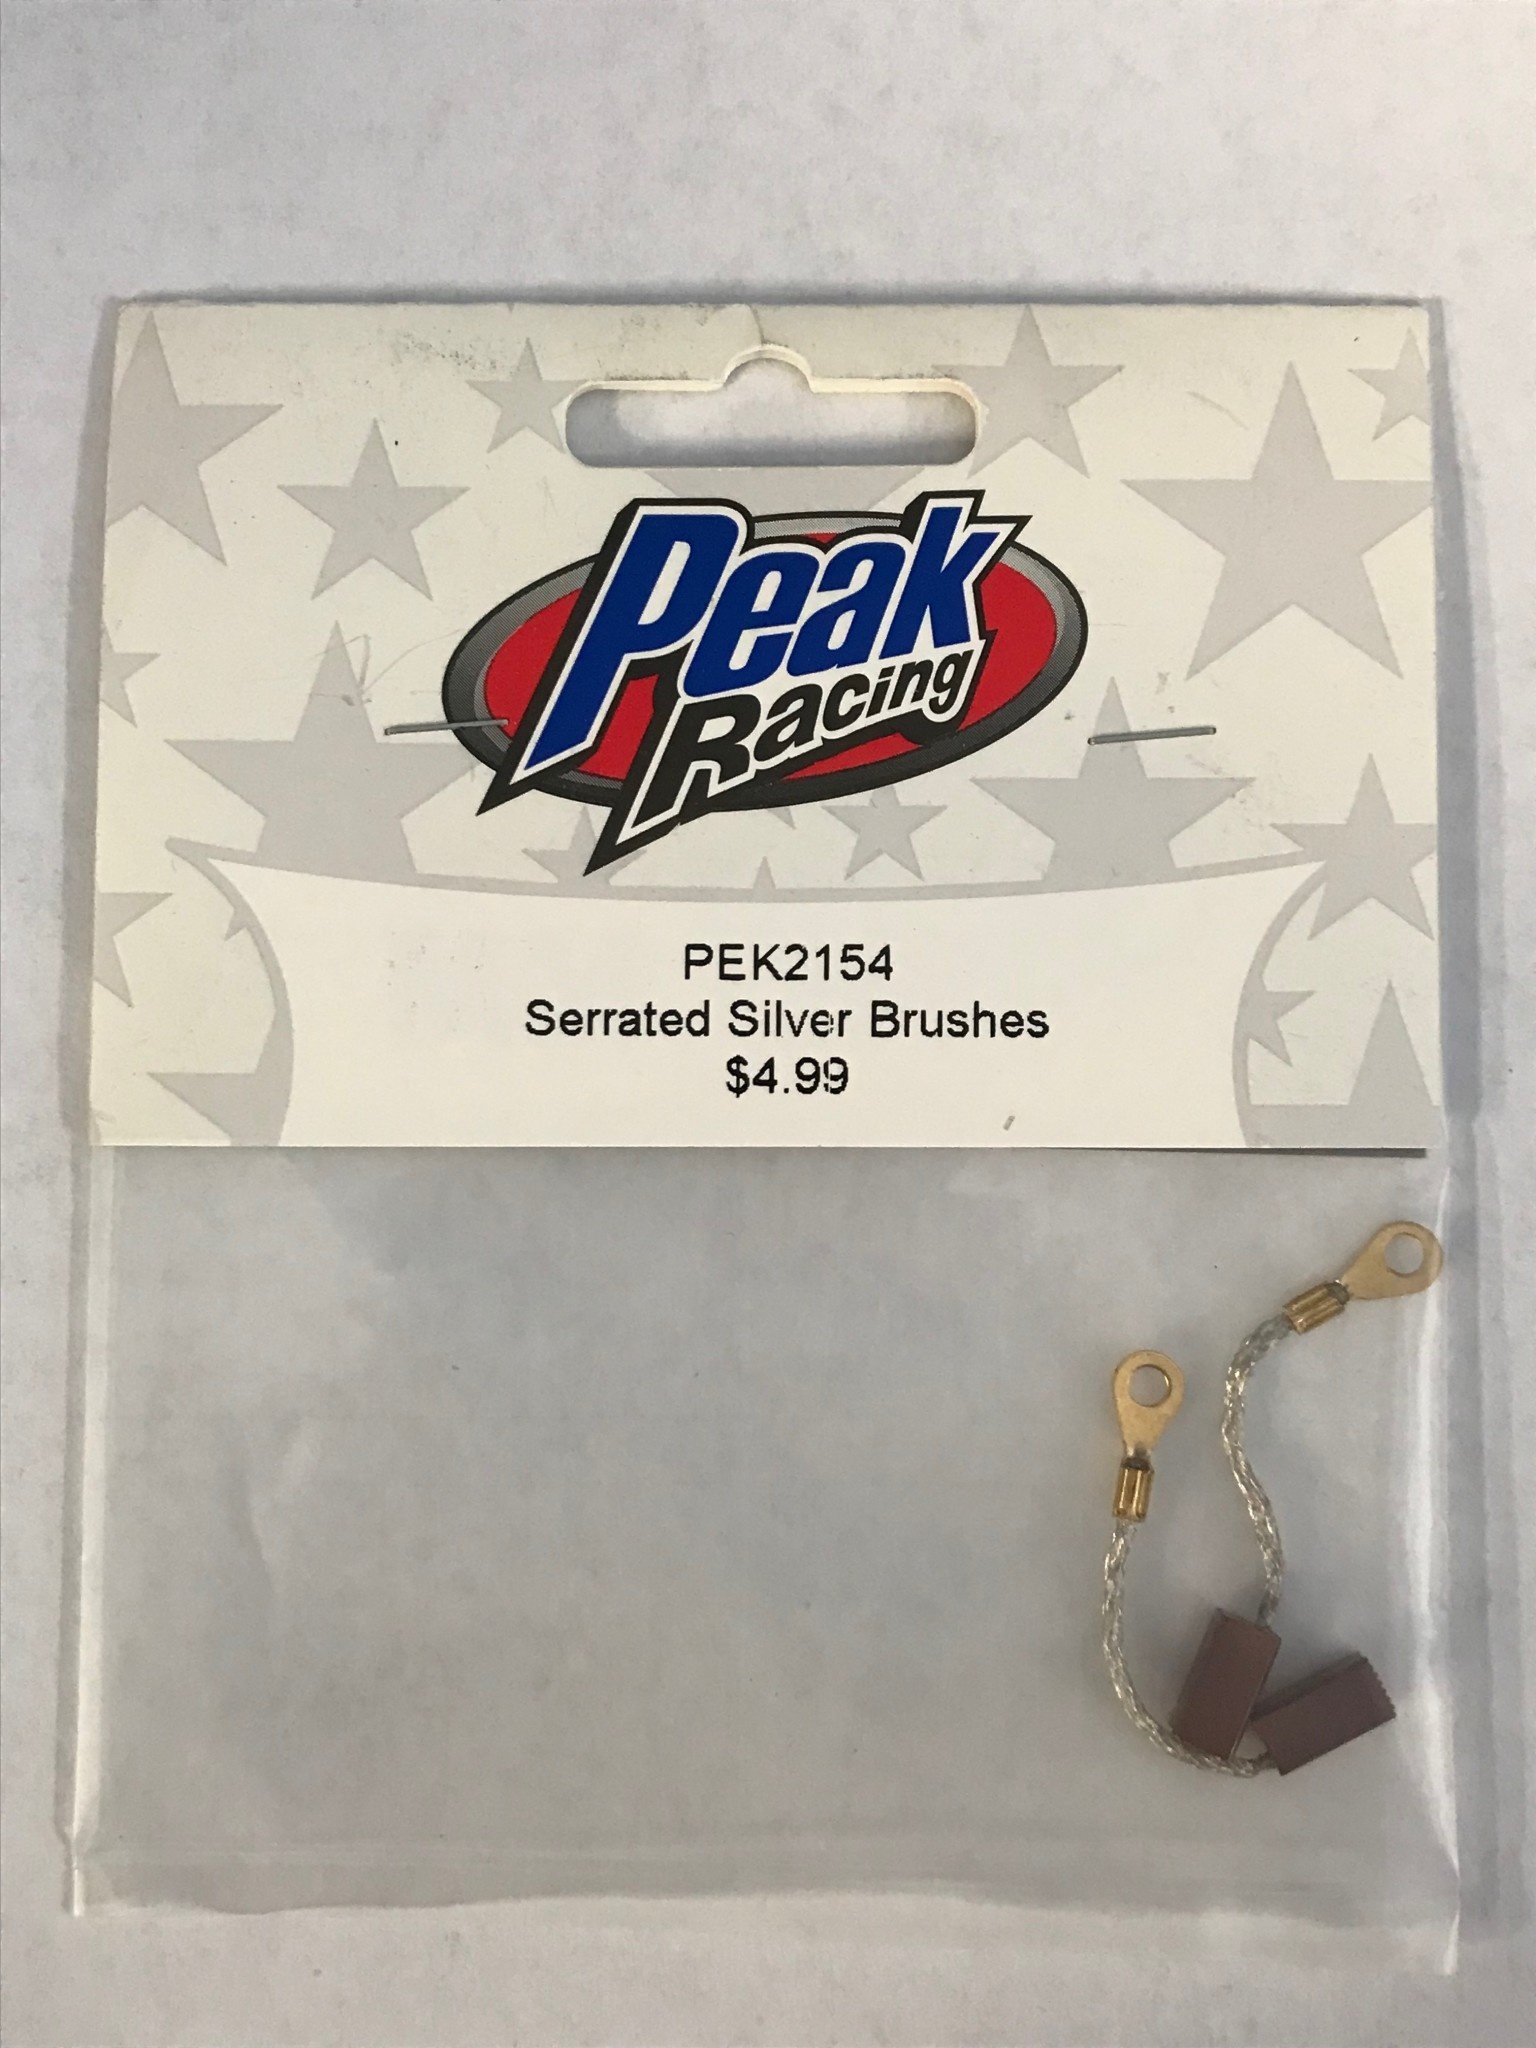 Peak
Racing
PEK2154
Serrated Silver Brushes
$4.99